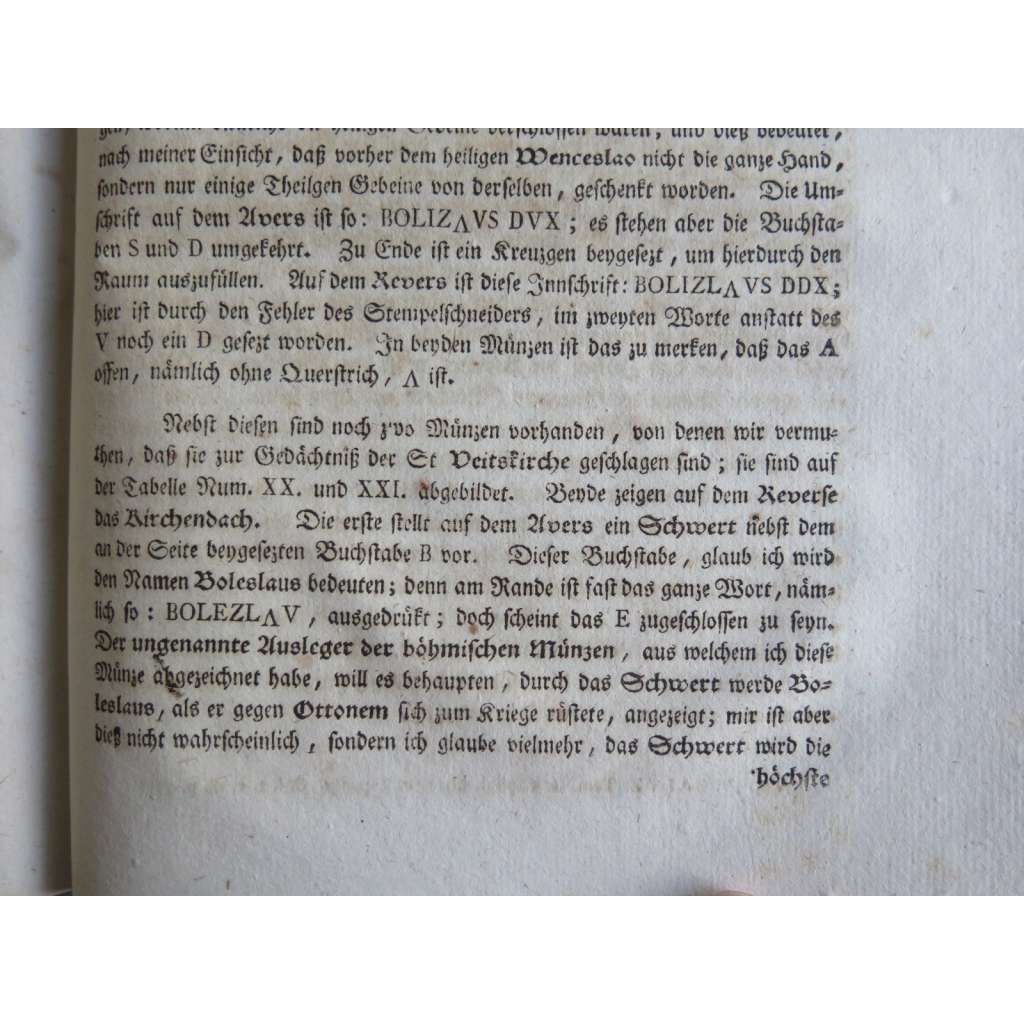 heiligen Gebeine verschlossen waren, und dieß bedeutet,
nach meiner Einsicht, daß vorher dem heiligen Wenceslao nicht die ganze Hand,
sondern nur einige Theilgen Gebeine von derselben, geschenkt worden. Die Um-
schrift auf dem Avers ist so: BOLIZΛVS DVX; es stehen aber die Buchsta-
ben S und D umgekehrt. Zu Ende ist ein Kreuzgen beygesezt, um hierdurch den
Raum auszufüllen. Auf dem Revers ist diese Innschrift: BOLIZLΛVS DDX;
hier ist durch den Fehler des Stempelschneiders, im zweyten Worte anstatt des
V noch ein D gesezt worden. In beyden Münzen ist das zu merken, daß das A
offen, nämlich ohne Querstrich, Λ ist.
Nebst diesen sind noch zwo Münzen vorhanden, von denen wir vermu-
then, daß sie zur Gedächtniß der St Veitskirche geschlagen sind; sie sind auf
der Tabelle Num. XX. und XXI. abgebildet. Beyde zeigen auf dem Reverse
das Kirchendach. Die erste stellt auf dem Avers ein Schwert nebst dem
an der Seite beygesezten Buchstabe B vor. Dieser Buchstabe, glaub ich wird
den Namen Boleslaus bedeuten; denn am Rande ist fast das ganze Wort, näm-
lich so: BOLEZLΛV, ausgedrükt; doch scheint das E zugeschlossen zu seyn.
Der ungenannte Ausleger der böhmischen Münzen, aus welchem ich diese
Münze abgezeichnet habe, will es behaupten, durch das Schwert werde Bo-
leslaus, als er gegen Ottonem sich zum Kriege rüstete, angezeigt; mir ist aber
dieß nicht wahrscheinlich, sondern ich glaube vielmehr, das Schwert wird die
höchste